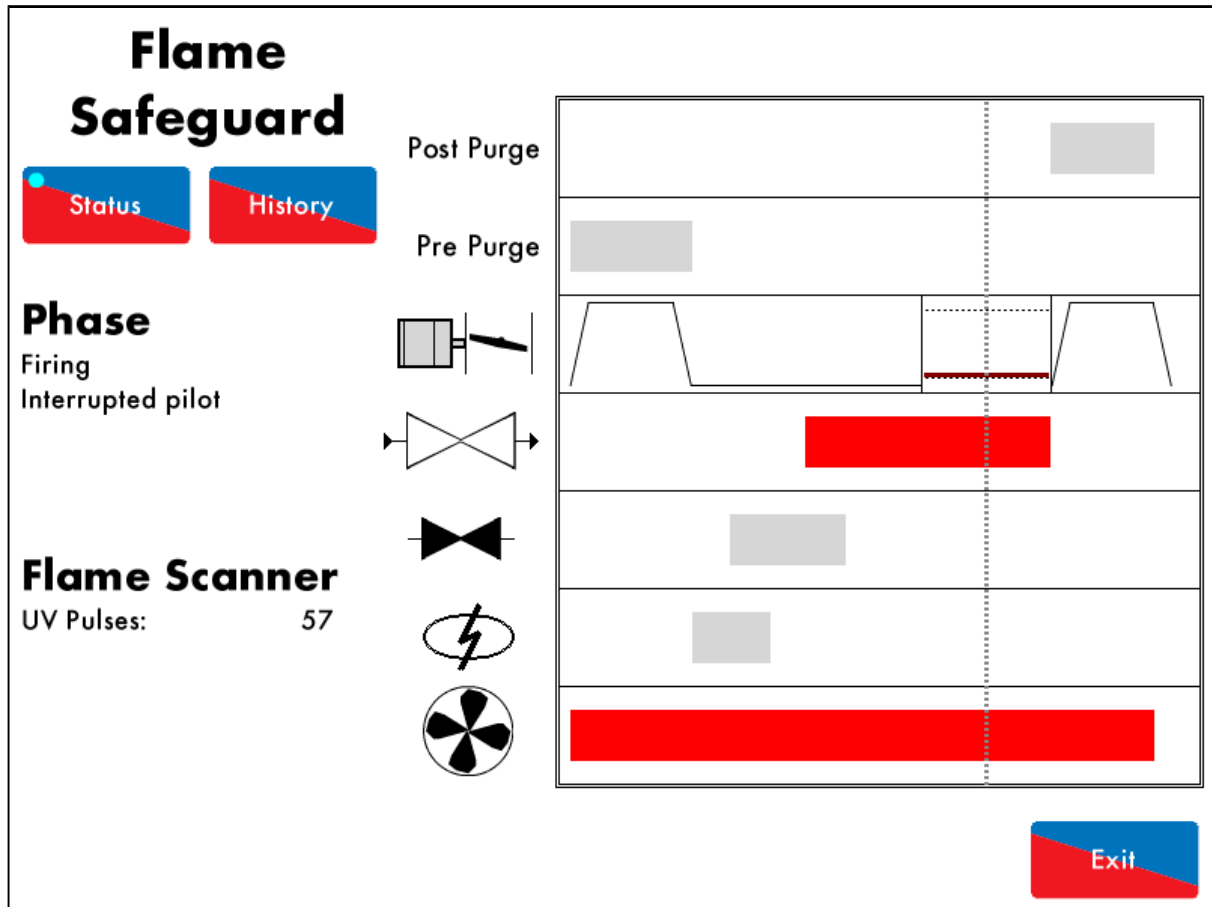 Flame
Safeguard
Status
History
Post Purge
Pre Purge
Phase
Firing
Interrupted pilot
Flame Scanner
UV Pulses: 57
Exit